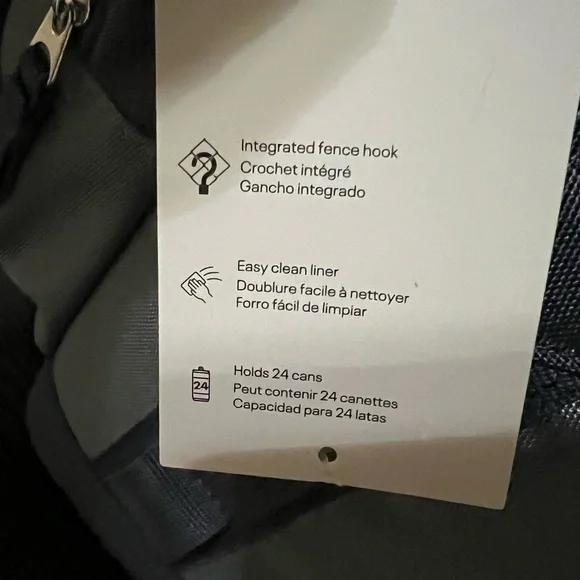 Integrated fence hook
Crochet intégré
Gancho integrado
Easy clean liner
Doublure facile à nettoyer
Forro fácil de limpiar
24
Holds 24 cans
Peut contenir 24 canettes
Capacidad para 24 latas